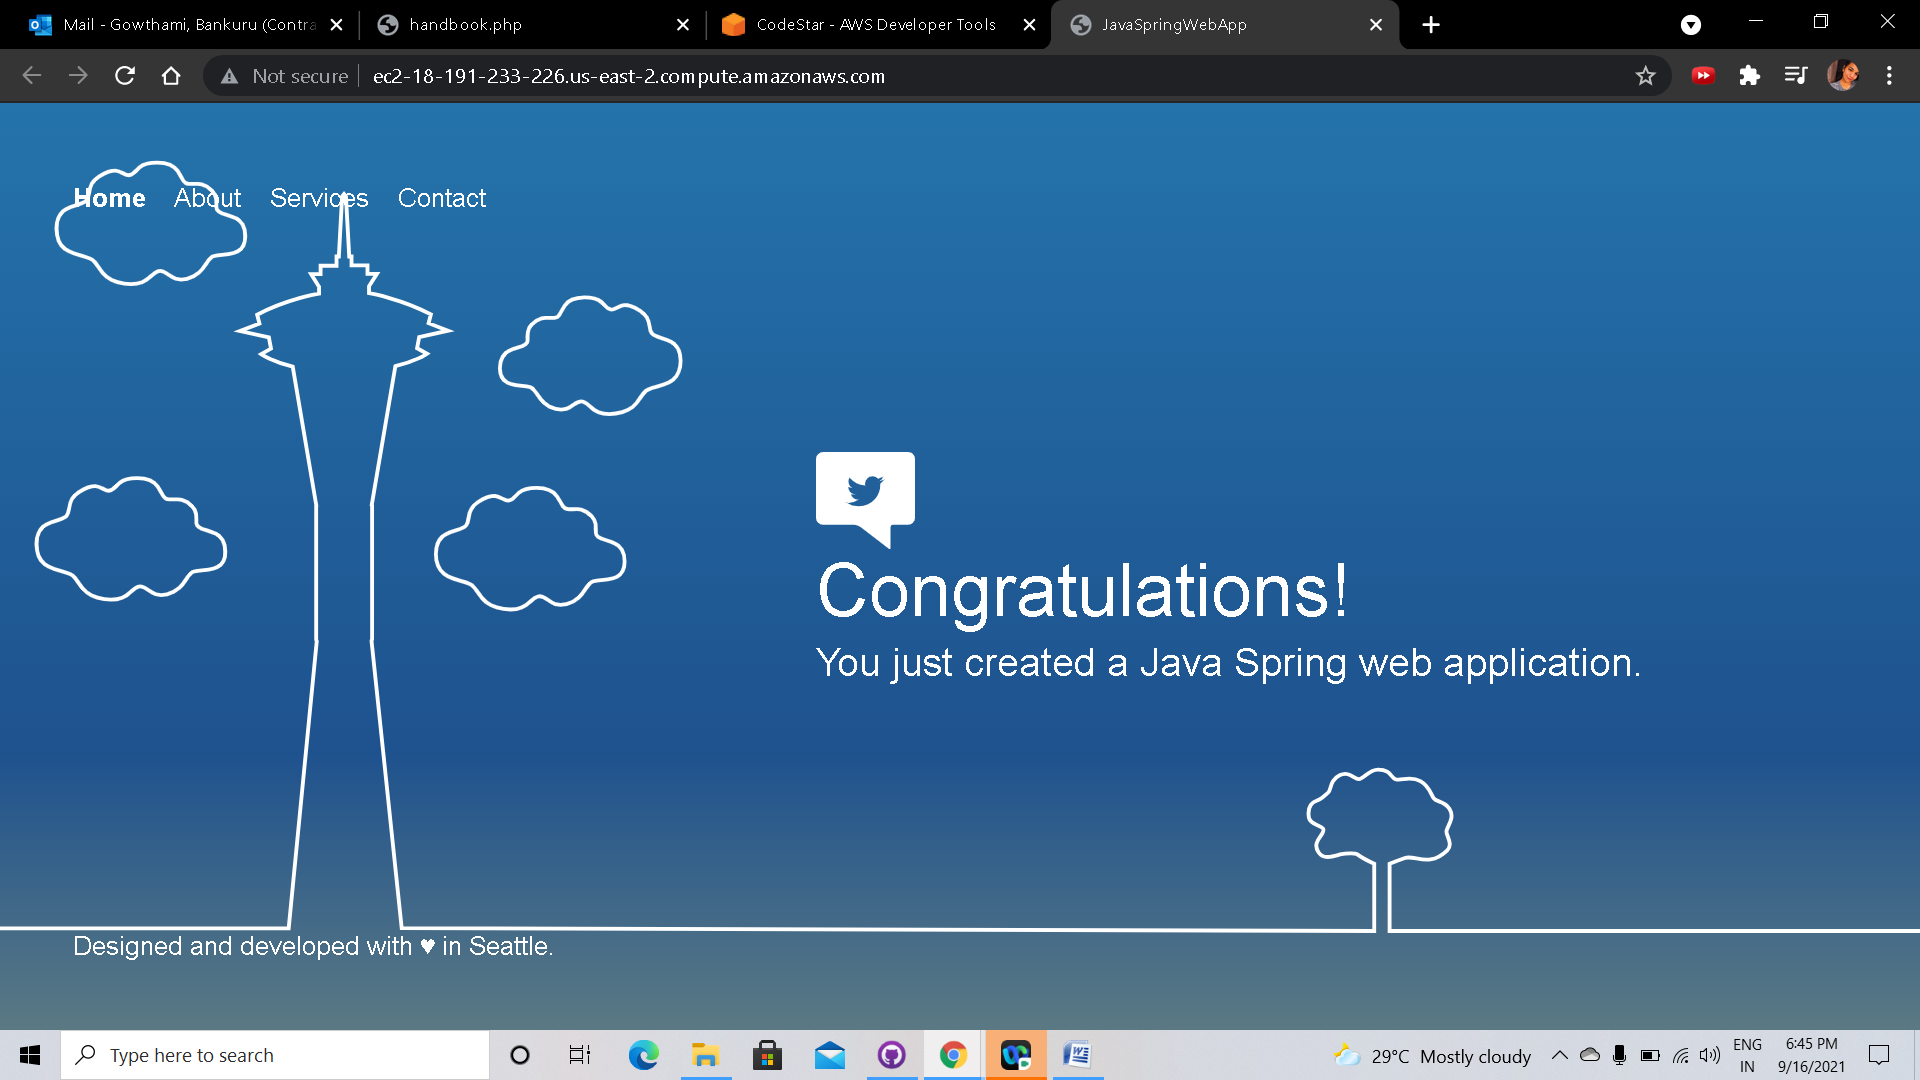 Mail - Gowthami, Bankuru (Contra
handbook.php
CodeStar - AWS Developer Tools
JavaSpringWebApp
Not secure
ec2-18-191-233-226.us-east-2.compute.amazonaws.com
Home About Services Contact
Congratulations!
You just created a Java Spring web application.
Designed and developed with ♥ in Seattle.
Type here to search
29°C Mostly cloudy
ENG
IN
6:45 PM
9/16/2021